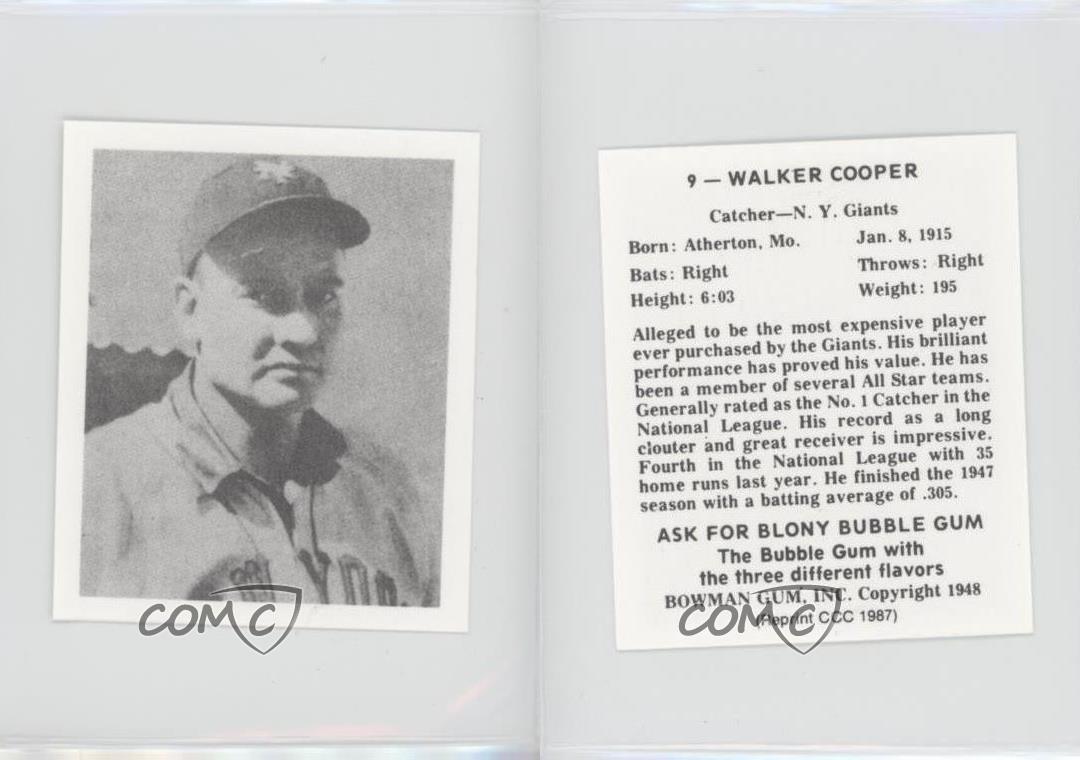 9 — WALKER COOPER
Catcher—N. Y. Giants
Born: Atherton, Mo. Jan. 8, 1915
Bats: Right Throws: Right
Height: 6:03 Weight: 195
Alleged to be the most expensive player
ever purchased by the Giants. His brilliant
performance has proved his value. He has
been a member of several All Star teams.
Generally rated as the No. 1 Catcher in the
National League. His record as a long
clouter and great receiver is impressive.
Fourth in the National League with 35
home runs last year. He finished the 1947
season with a batting average of .305.
ASK FOR BLONY BUBBLE GUM
The Bubble Gum with
the three different flavors
BOWMAN GUM, INC. Copyright 1948
(Reprint CCC 1987)
COMC
COMC